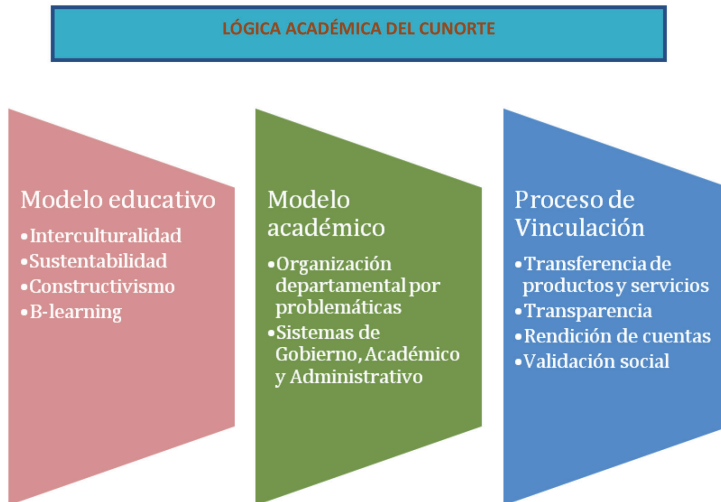 LÓGICA ACADÉMICA DEL CUNORTE
Modelo educativo
•Interculturalidad
•Sustentabilidad
•Constructivismo
•B-learning
Modelo
académico
•Organización
departamental por
problemáticas
•Sistemas de
Gobierno, Académico
y Administrativo
Proceso de
Vinculación
•Transferencia de
productos y servicios
•Transparencia
•Rendición de cuentas
•Validación social